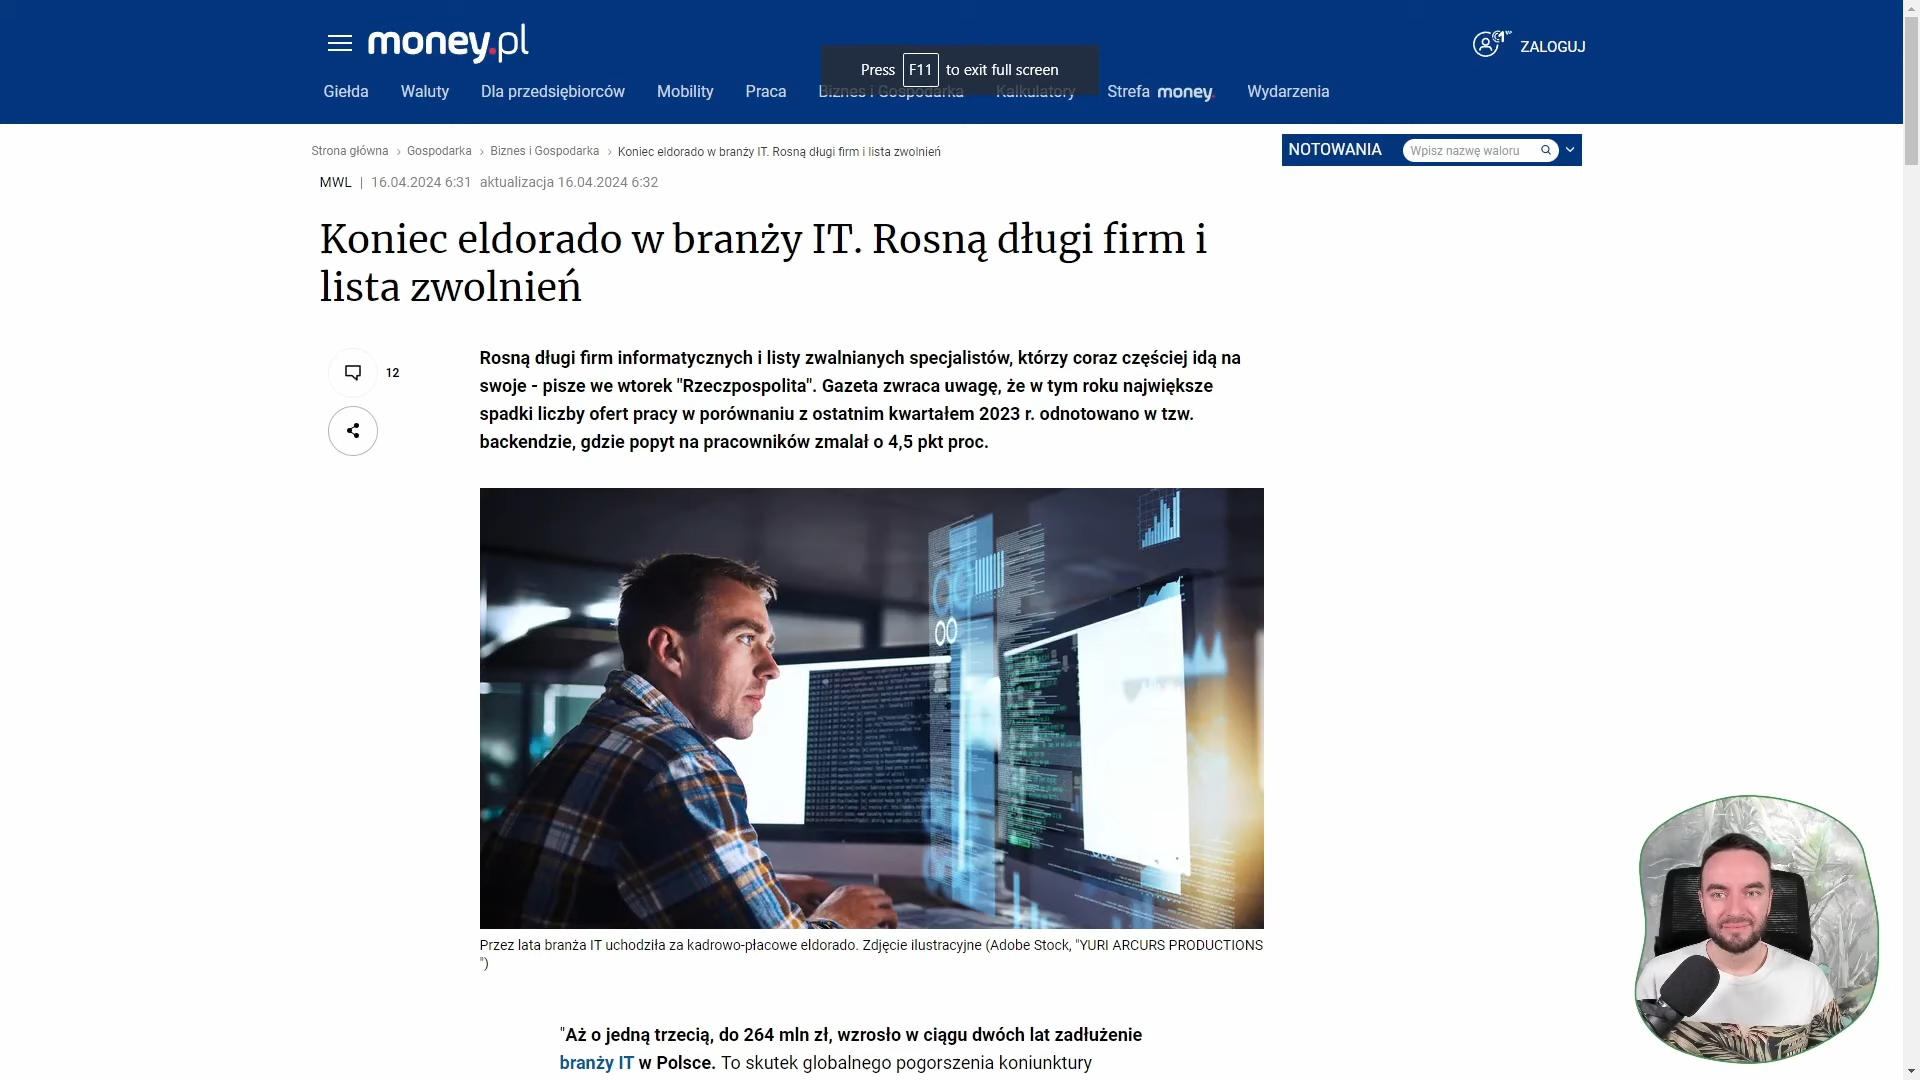 money.pl
ZALOGUJ
Press F11 to exit full screen
Giełda Waluty Dla przedsiębiorców Mobility Praca Biznes i Gospodarka Kalkulatory Strefa money Wydarzenia
Strona główna › Gospodarka › Biznes i Gospodarka › Koniec eldorado w branży IT. Rosną długi firm i lista zwolnień
NOTOWANIA Wpisz nazwę waloru
MWL | 16.04.2024 6:31 aktualizacja 16.04.2024 6:32
Koniec eldorado w branży IT. Rosną długi firm i
lista zwolnień
12
Rosną długi firm informatycznych i listy zwalnianych specjalistów, którzy coraz częściej idą na
swoje - pisze we wtorek "Rzeczpospolita". Gazeta zwraca uwagę, że w tym roku największe
spadki liczby ofert pracy w porównaniu z ostatnim kwartałem 2023 r. odnotowano w tzw.
backendzie, gdzie popyt na pracowników zmalał o 4,5 pkt proc.
Przez lata branża IT uchodziła za kadrowo-płacowe eldorado. Zdjęcie ilustracyjne (Adobe Stock, "YURI ARCURS PRODUCTIONS
")
"Aż o jedną trzecią, do 264 mln zł, wzrosło w ciągu dwóch lat zadłużenie
branży IT w Polsce. To skutek globalnego pogorszenia koniunktury